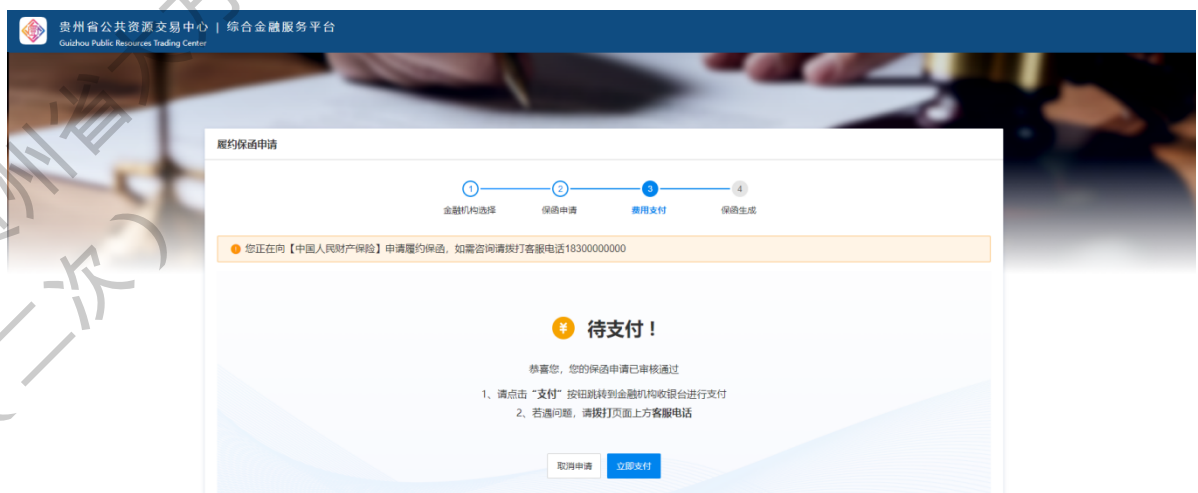 贵州省公共资源交易中心 | 综合金融服务平台
Guizhou Public Resources Trading Center
履约保函申请
1 2 3 4
金融机构选择 保函申请 费用支付 保函生成
您正在向【中国人民财产保险】申请履约保函，如需咨询请拨打客服电话18300000000
¥ 待支付！
恭喜您，您的保函申请已审核通过
1、请点击“支付”按钮跳转到金融机构收银台进行支付
2、若遇问题，请拨打页面上方客服电话
取消申请 立即支付
州省
二次）